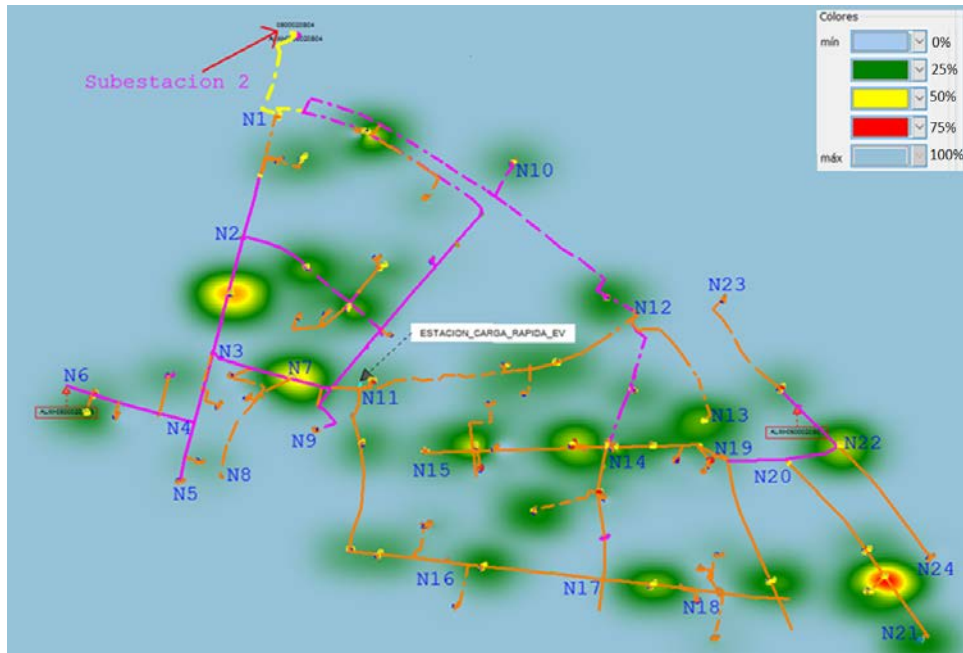 Colores
mín 0%
25%
50%
75%
máx 100%
0800020804
Subestacion 2
N1
N10
N2
N23
N12
ESTACION_CARGA_RAPIDA_EV
N3
N7
N6
N11
N13
N4
N9
N15
N14
N19
N22
N5
N8
N20
N16
N17
N18
N24
N21